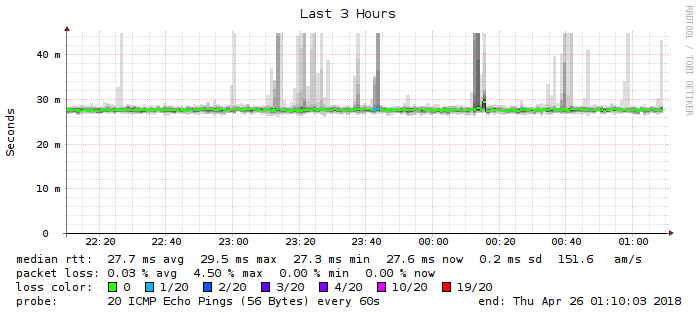 Last 3 Hours
RRDTOOL / TOBI OETIKER
Seconds
40 m
30 m
20 m
10 m
0
22:20 22:40 23:00 23:20 23:40 00:00 00:20 00:40 01:00
median rtt: 27.7 ms avg 29.5 ms max 27.3 ms min 27.6 ms now 0.2 ms sd 151.6 am/s
packet loss: 0.03 % avg 4.50 % max 0.00 % min 0.00 % now
loss color: 0 1/20 2/20 3/20 4/20 10/20 19/20
probe: 20 ICMP Echo Pings (56 Bytes) every 60s end: Thu Apr 26 01:10:03 2018